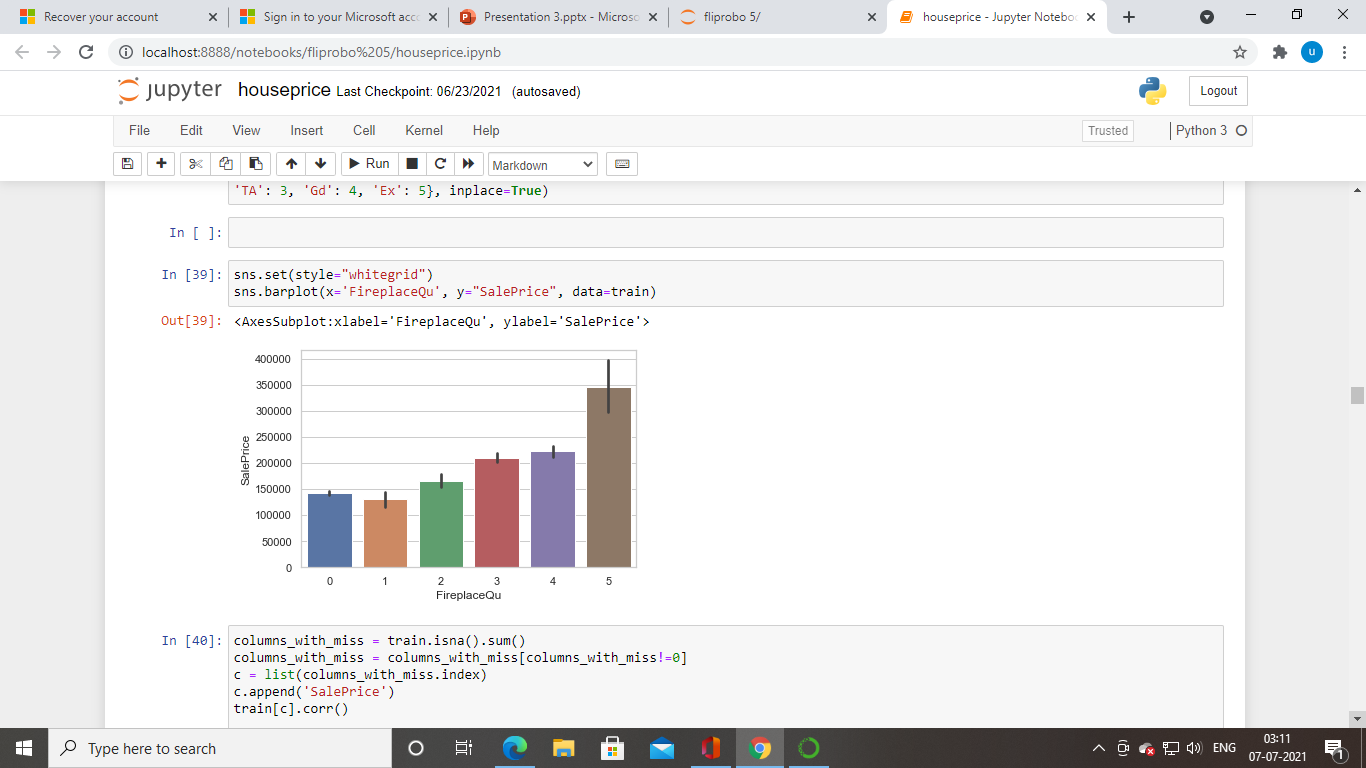 Recover your account
Sign in to your Microsoft acc
Presentation 3.pptx - Microso
fliprobo 5/
houseprice - Jupyter Notebo
localhost:8888/notebooks/fliprobo%205/houseprice.ipynb
u
jupyter houseprice Last Checkpoint: 06/23/2021 (autosaved)
Logout
File Edit View Insert Cell Kernel Help
Trusted
Python 3
Run
Markdown
'TA': 3, 'Gd': 4, 'Ex': 5}, inplace=True)
In [ ]:
In [39]:
sns.set(style="whitegrid")
sns.barplot(x='FireplaceQu', y="SalePrice", data=train)
Out[39]:
<AxesSubplot:xlabel='FireplaceQu', ylabel='SalePrice'>
400000
350000
300000
250000
200000
150000
100000
50000
0
SalePrice
0 1 2 3 4 5
FireplaceQu
In [40]:
columns_with_miss = train.isna().sum()
columns_with_miss = columns_with_miss[columns_with_miss!=0]
c = list(columns_with_miss.index)
c.append('SalePrice')
train[c].corr()
Type here to search
ENG
03:11
07-07-2021
1